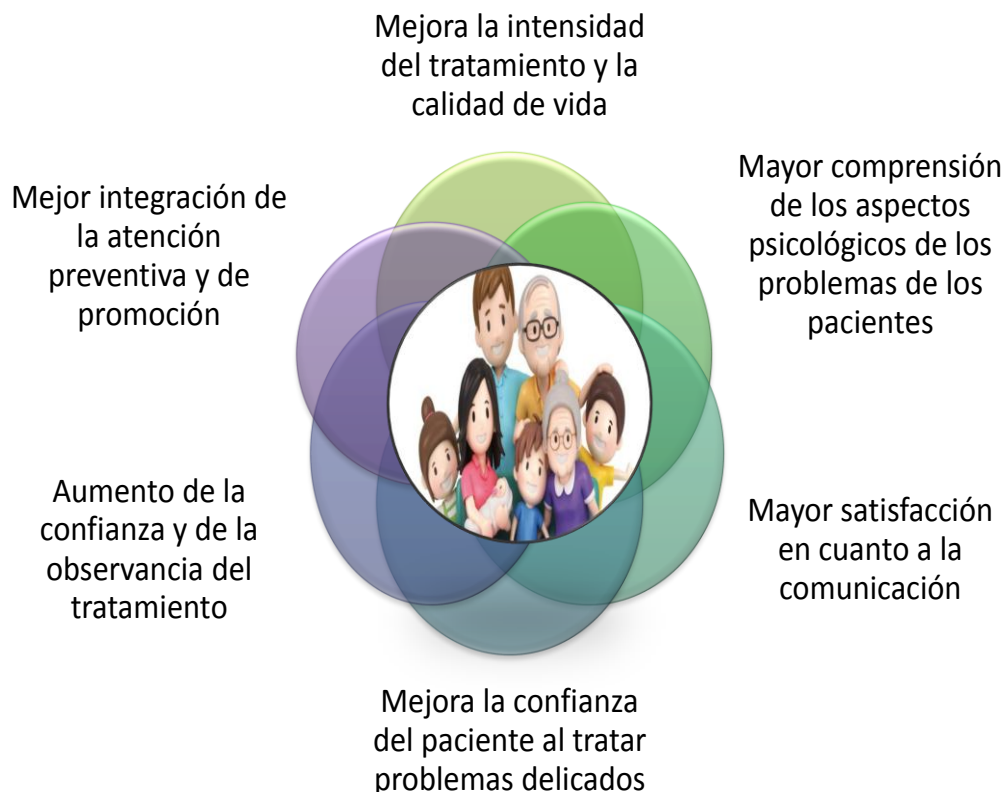 Mejora la intensidad
del tratamiento y la
calidad de vida
Mayor comprensión
de los aspectos
psicológicos de los
problemas de los
pacientes
Mayor satisfacción
en cuanto a la
comunicación
Mejora la confianza
del paciente al tratar
problemas delicados
Aumento de la
confianza y de la
observancia del
tratamiento
Mejor integración de
la atención
preventiva y de
promoción